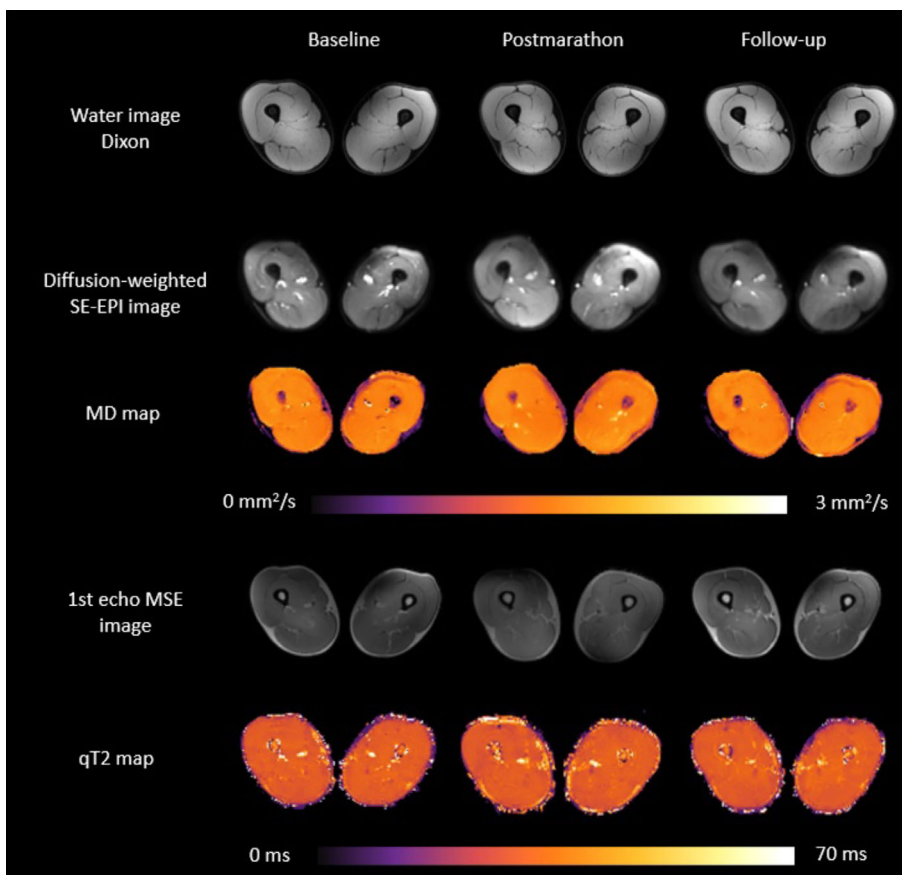 Baseline Postmarathon Follow-up
Water image
Dixon
Diffusion-weighted
SE-EPI image
MD map
0 mm²/s 3 mm²/s
1st echo MSE
image
qT2 map
0 ms 70 ms